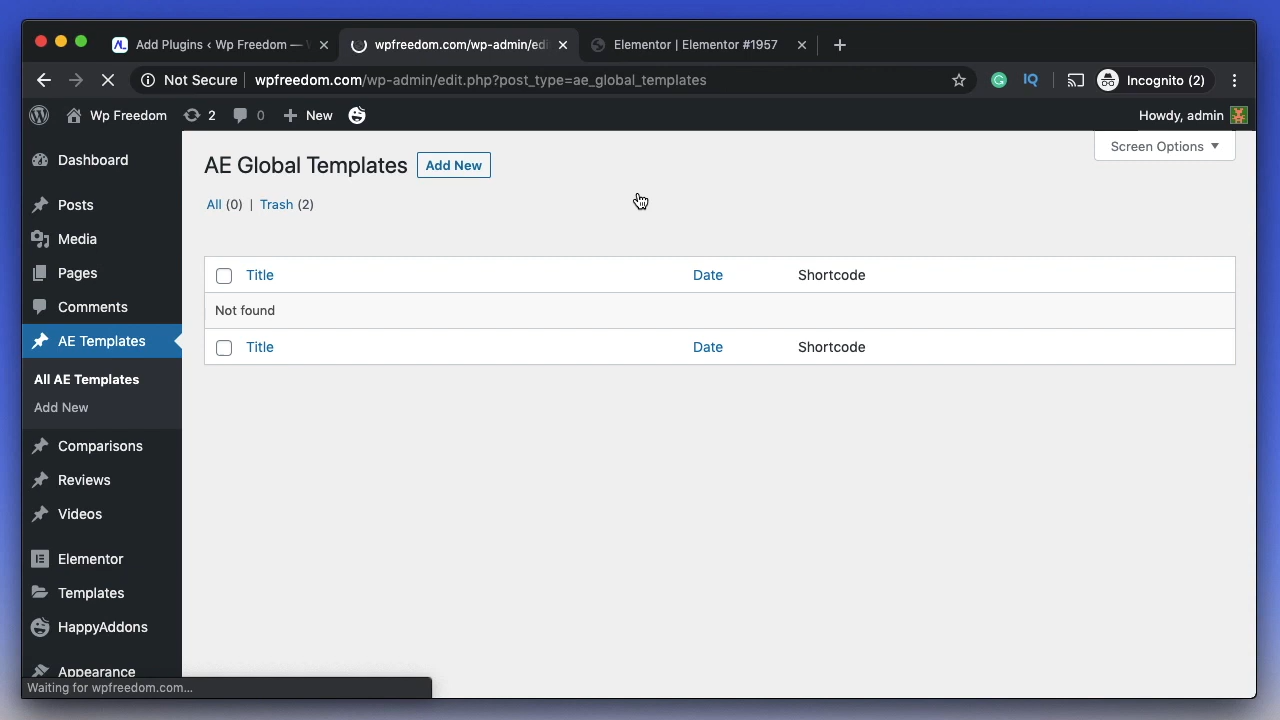 Add Plugins ‹ Wp Freedom —
wpfreedom.com/wp-admin/edi
Elementor | Elementor #1957
Not Secure
wpfreedom.com/wp-admin/edit.php?post_type=ae_global_templates
IQ
Incognito (2)
Wp Freedom
2
0
New
Howdy, admin
Screen Options
Dashboard
Posts
Media
Pages
Comments
AE Templates
All AE Templates
Add New
Comparisons
Reviews
Videos
Elementor
Templates
HappyAddons
Appearance
AE Global Templates
Add New
All (0) | Trash (2)
Title Date Shortcode
Not found
Title Date Shortcode
Waiting for wpfreedom.com...